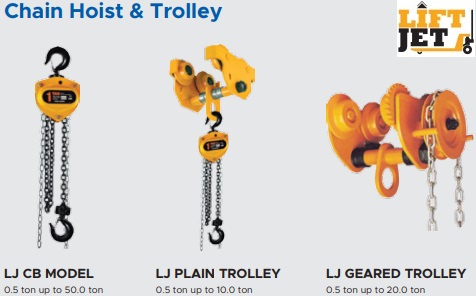 Chain Hoist & Trolley
LIFT
JET
LJ CB MODEL
0.5 ton up to 50.0 ton
LJ PLAIN TROLLEY
0.5 ton up to 10.0 ton
LJ GEARED TROLLEY
0.5 ton up to 20.0 ton